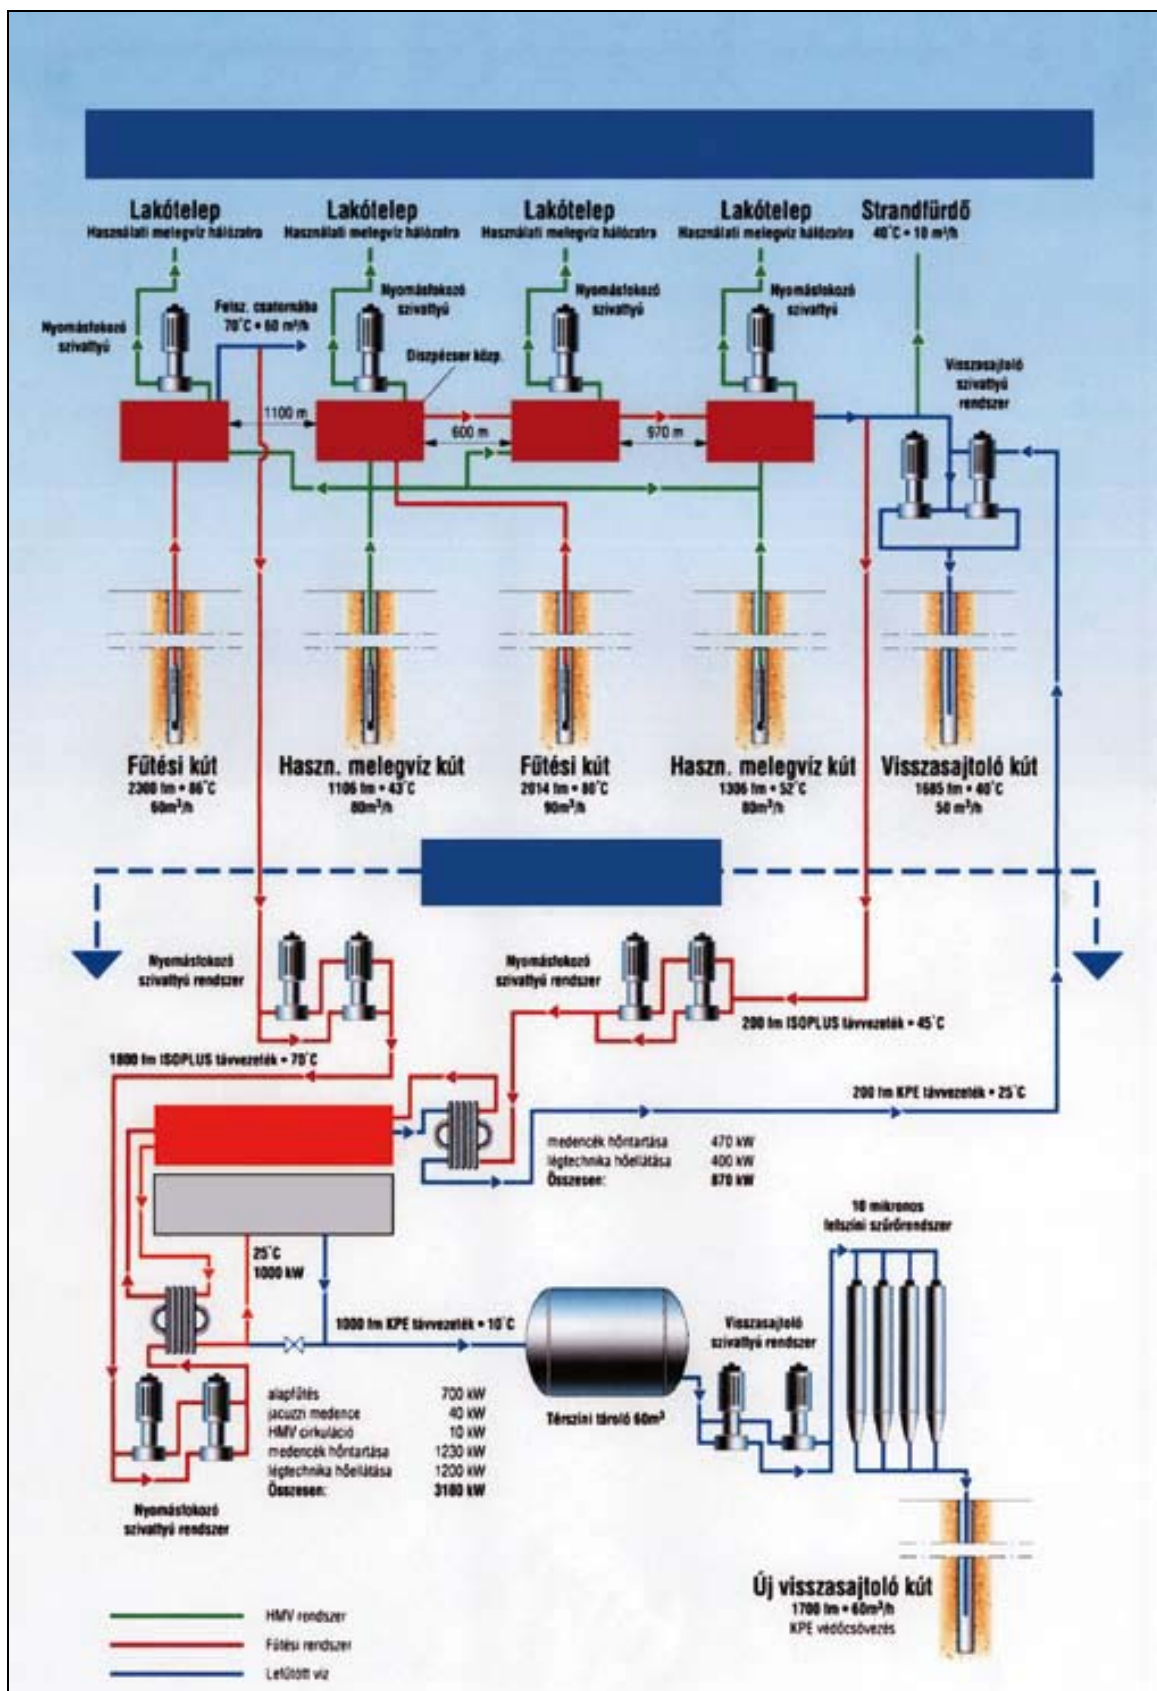 Lakótelep
Használati melegvíz hálózatra
Lakótelep
Használati melegvíz hálózatra
Lakótelep
Használati melegvíz hálózatra
Lakótelep
Használati melegvíz hálózatra
Strandfürdő
40°C • 10 m³/h
Nyomásfokozó
szivattyú
Felsz. csatornába
70°C • 60 m³/h
Nyomásfokozó
szivattyú
Nyomásfokozó
szivattyú
Nyomásfokozó
szivattyú
Diszpécser közp.
Visszasajtoló
szivattyú
rendszer
1100 m
600 m
970 m
Fűtési kút
2300 fm • 86°C
60m³/h
Haszn. melegvíz kút
1106 fm • 43°C
80m³/h
Fűtési kút
2014 fm • 80°C
90m³/h
Haszn. melegvíz kút
1306 fm • 52°C
80m³/h
Visszasajtoló kút
1685 fm • 40°C
50 m³/h
Nyomásfokozó
szivattyú rendszer
Nyomásfokozó
szivattyú rendszer
200 fm ISOPLUS távvezeték • 45°C
1800 fm ISOPLUS távvezeték • 70°C
200 fm KPE távvezeték • 25°C
medencék hőntartása 470 kW
légtechnika hőellátása 400 kW
Összesen: 870 kW
10 mikronos
felszíni szűrőrendszer
25°C
1000 kW
1000 fm KPE távvezeték • 10°C
Visszasajtoló
szivattyú rendszer
Térszíni tároló 60m³
alapfűtés 700 kW
jacuzzi medence 40 kW
HMV cirkuláció 10 kW
medencék hőntartása 1230 kW
légtechnika hőellátása 1200 kW
Összesen: 3180 kW
Nyomásfokozó
szivattyú rendszer
Új visszasajtoló kút
1700 fm • 60m³/h
KPE védőcsövezés
HMV rendszer
Fűtési rendszer
Lefűtött víz